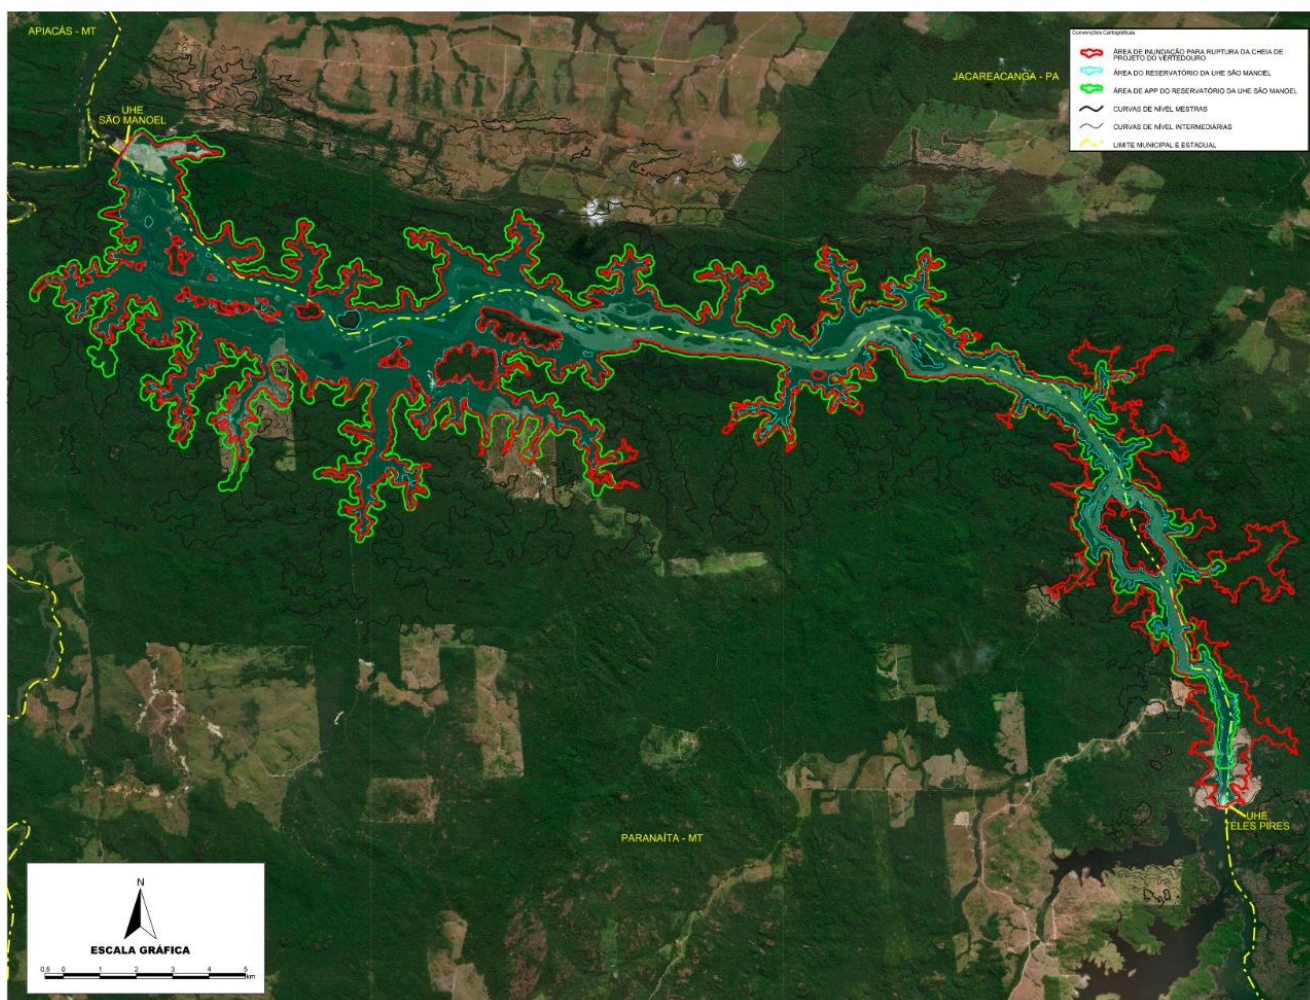 APIACÁS - MT
Convenções Cartográficas
ÁREA DE INUNDAÇÃO PARA RUPTURA DA CHEIA DE
PROJETO DO VERTEDOURO
ÁREA DO RESERVATÓRIO DA UHE SÃO MANOEL
ÁREA DE APP DO RESERVATÓRIO DA UHE SÃO MANOEL
CURVAS DE NÍVEL MESTRAS
CURVAS DE NÍVEL INTERMEDIÁRIAS
LIMITE MUNICIPAL E ESTADUAL
JACAREACANGA - PA
UHE
SÃO MANOEL
UHE
ELES PIRES
PARANAÍTA - MT
N
ESCALA GRÁFICA
0,5 0 1 2 3 4 5
km